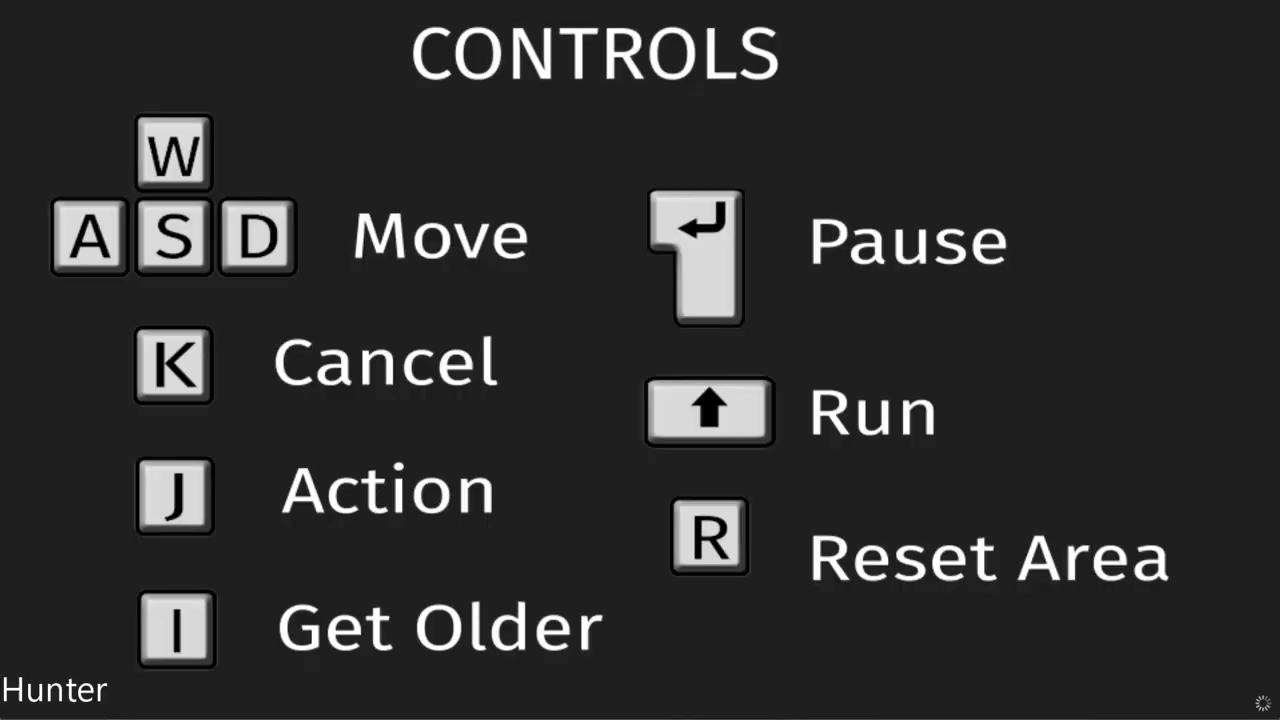 CONTROLS
W
A S D Move
K Cancel
J Action
I Get Older
Pause
Run
R Reset Area
Hunter